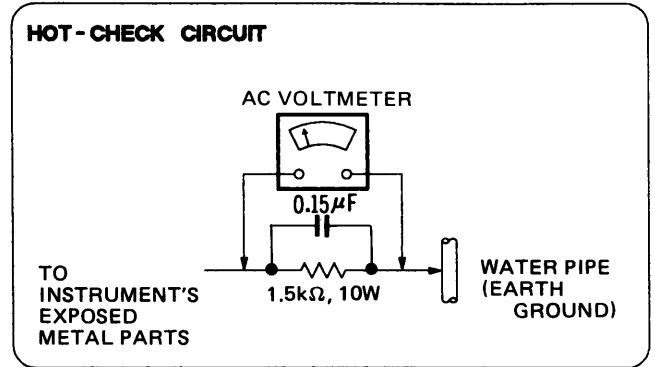 HOT-CHECK CIRCUIT
AC VOLTMETER
0.15μF
1.5kΩ, 10W
TO
INSTRUMENT'S
EXPOSED
METAL PARTS
WATER PIPE
(EARTH
GROUND)